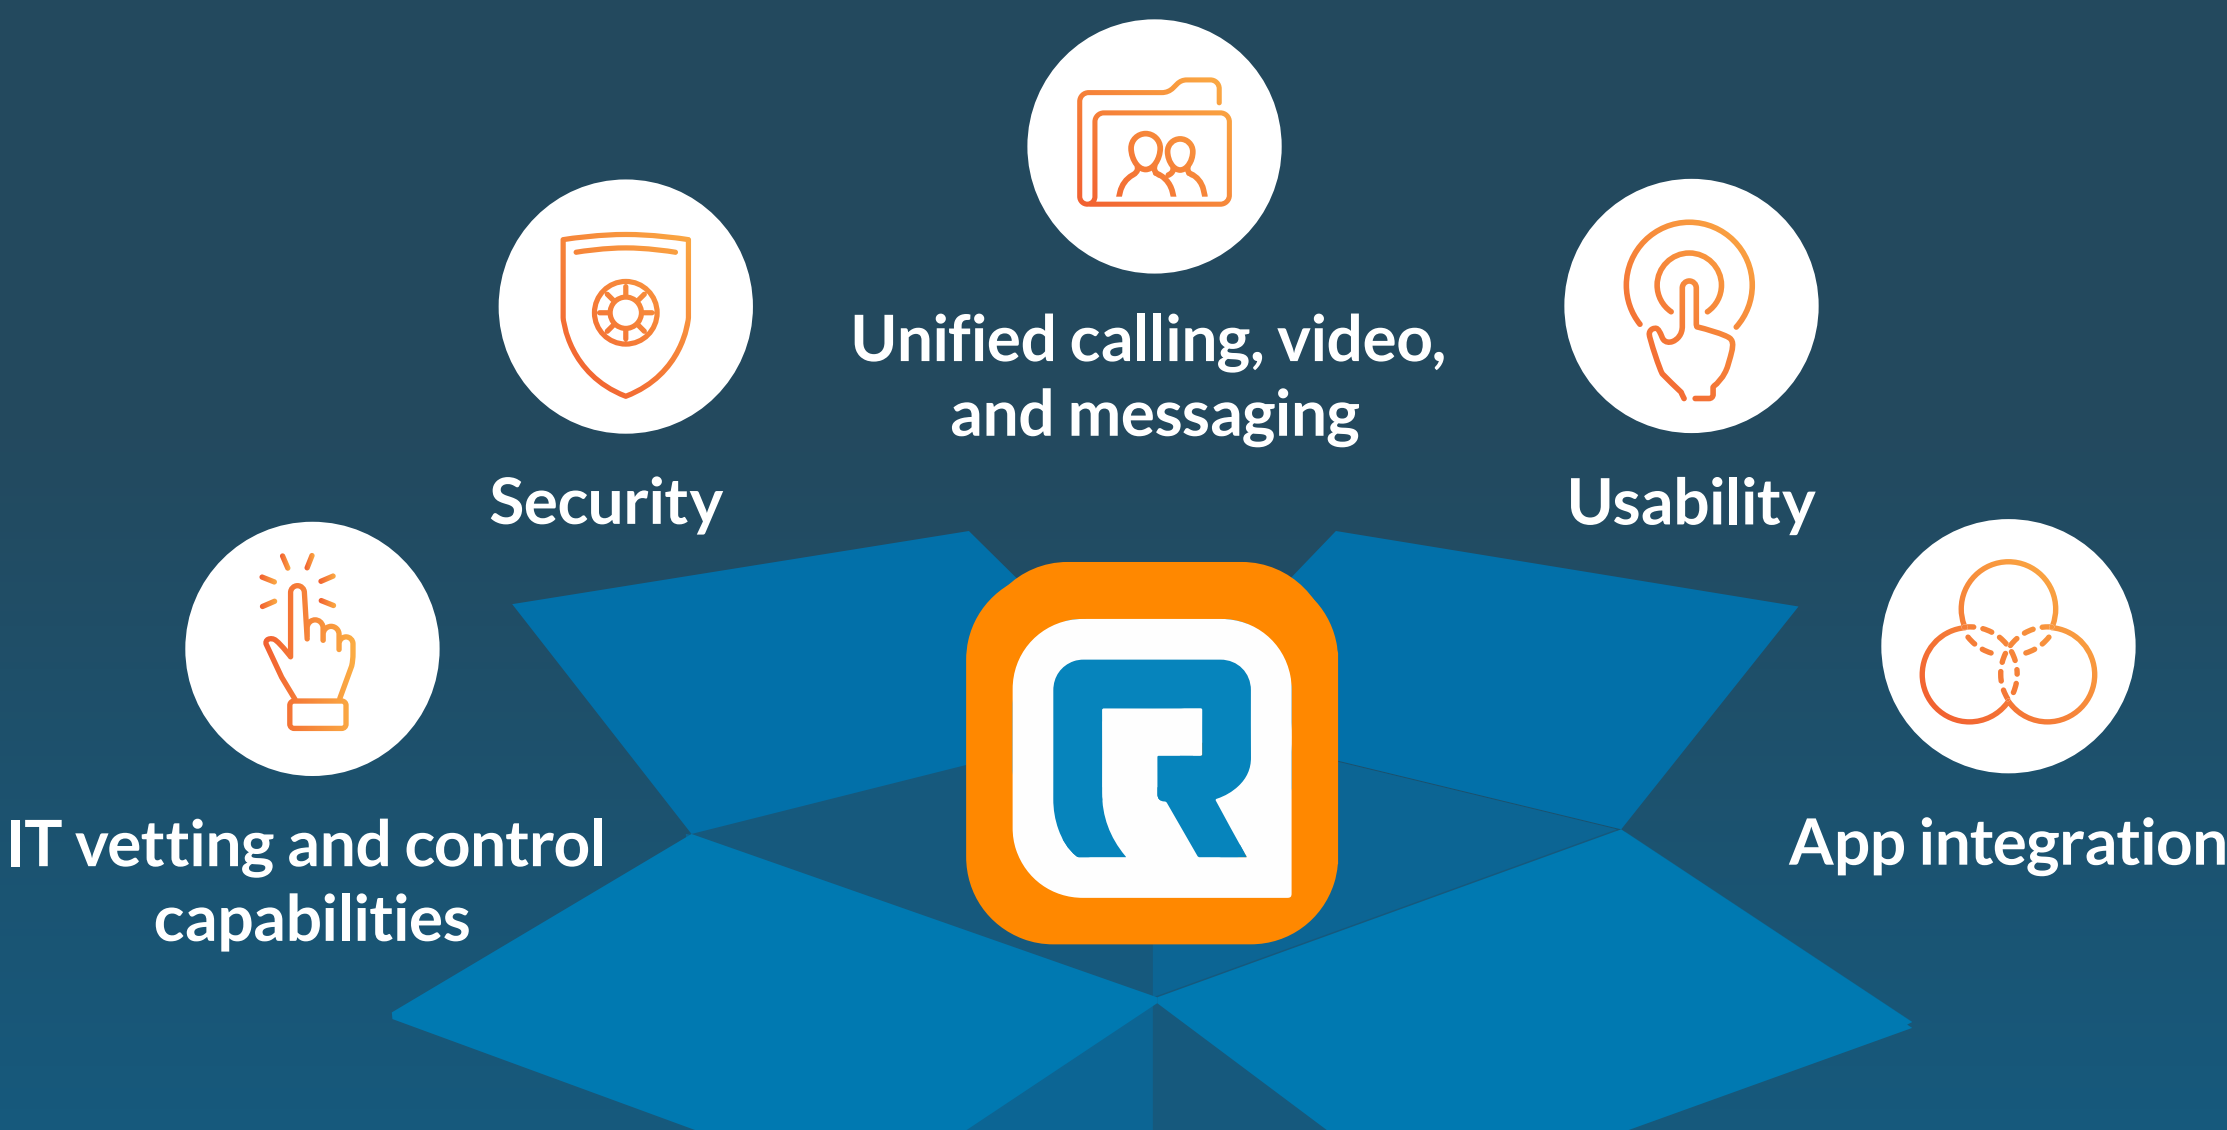 Unified calling, video,
and messaging
Security
Usability
IT vetting and control
capabilities
App integration